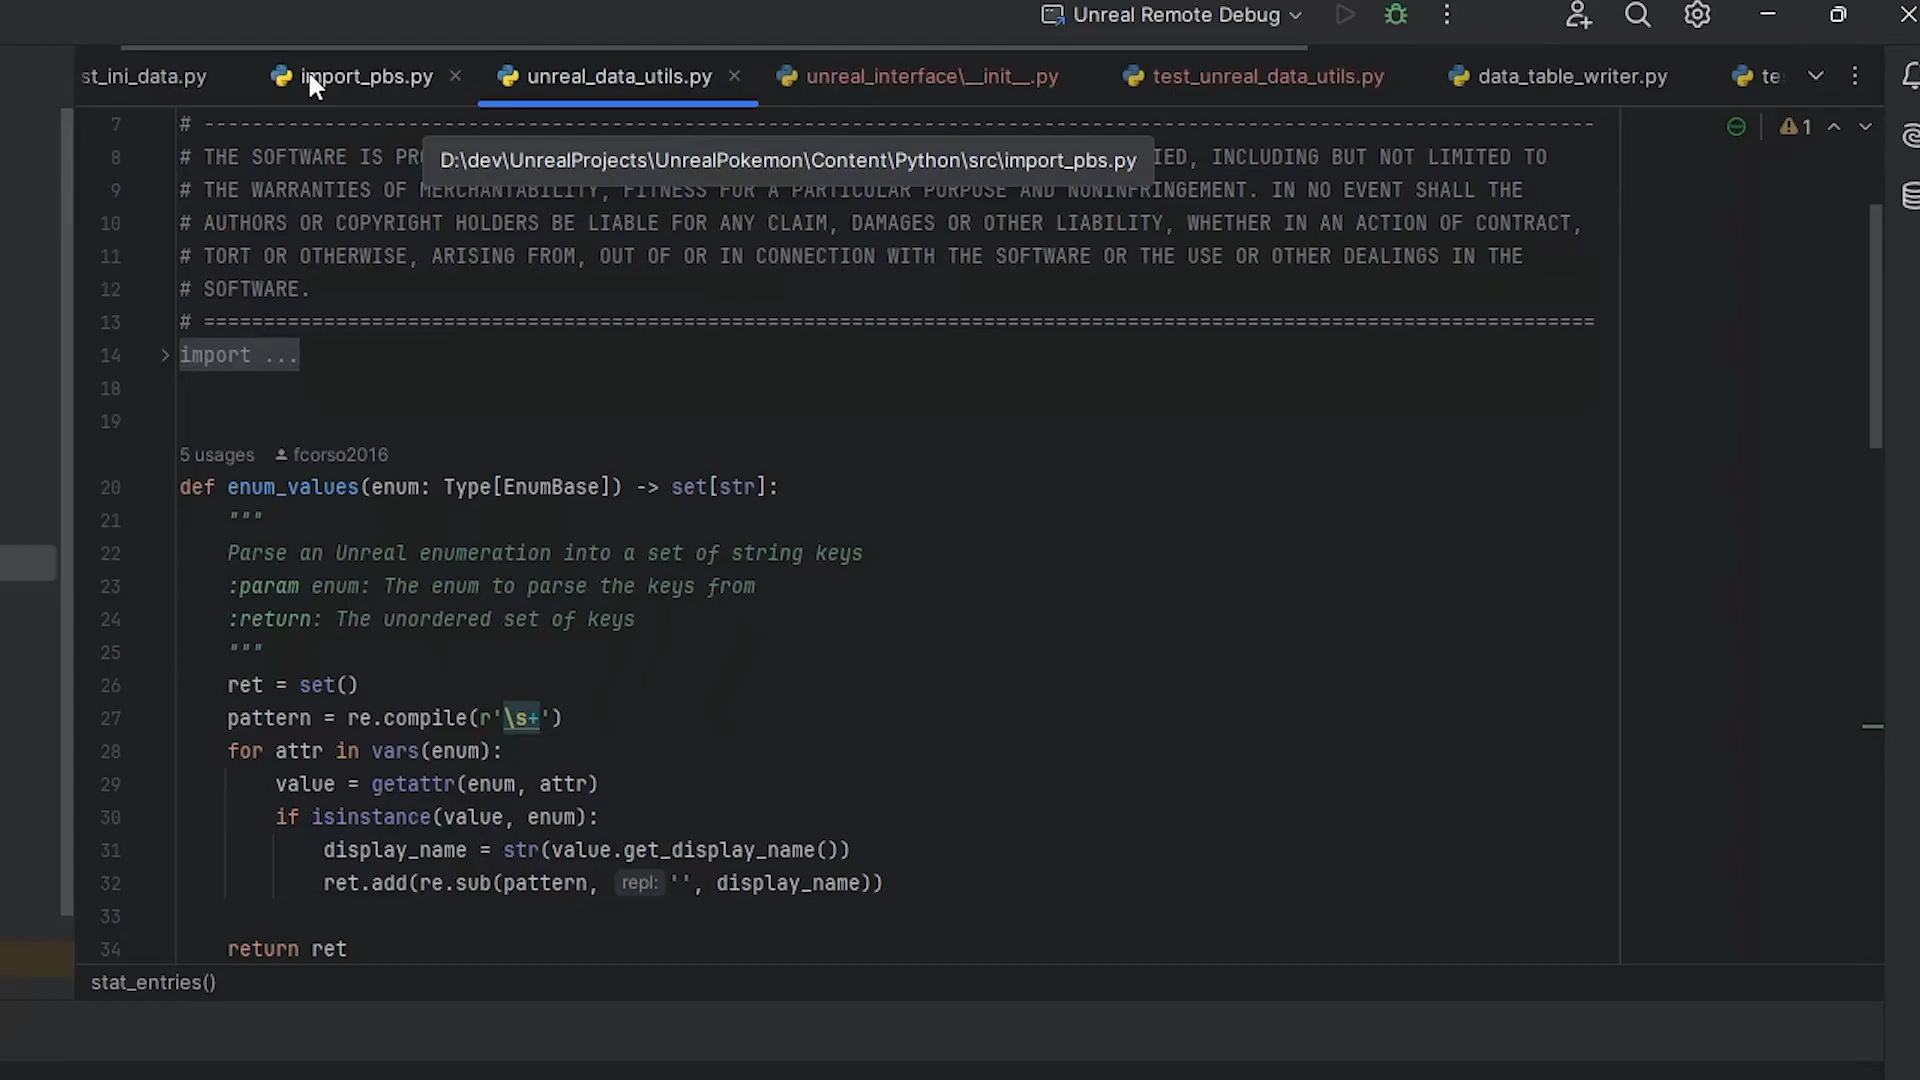 Unreal Remote Debug
st_ini_data.py import_pbs.py unreal_data_utils.py unreal_interface\__init__.py test_unreal_data_utils.py data_table_writer.py te
7 # --------------------------------------------------------------------------------------------------------------------
1
8 # THE SOFTWARE IS PR
D:\dev\UnrealProjects\UnrealPokemon\Content\Python\src\import_pbs.py
IED, INCLUDING BUT NOT LIMITED TO
9 # THE WARRANTIES OF MERCHANTABILITY, FITNESS FOR A PARTICULAR PURPOSE AND NONINFRINGEMENT. IN NO EVENT SHALL THE
10 # AUTHORS OR COPYRIGHT HOLDERS BE LIABLE FOR ANY CLAIM, DAMAGES OR OTHER LIABILITY, WHETHER IN AN ACTION OF CONTRACT,
11 # TORT OR OTHERWISE, ARISING FROM, OUT OF OR IN CONNECTION WITH THE SOFTWARE OR THE USE OR OTHER DEALINGS IN THE
12 # SOFTWARE.
13 # ====================================================================================================================
14 import ...
18
19
5 usages fcorso2016
20 def enum_values(enum: Type[EnumBase]) -> set[str]:
21 """
22 Parse an Unreal enumeration into a set of string keys
23 :param enum: The enum to parse the keys from
24 :return: The unordered set of keys
25 """
26 ret = set()
27 pattern = re.compile(r'\s+')
28 for attr in vars(enum):
29 value = getattr(enum, attr)
30 if isinstance(value, enum):
31 display_name = str(value.get_display_name())
32 ret.add(re.sub(pattern, repl: '', display_name))
33
34 return ret
stat_entries()